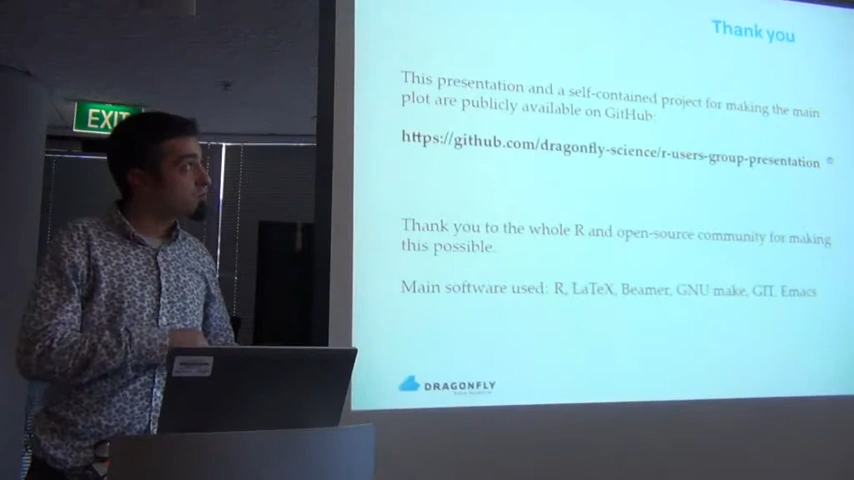 Thank you
EXIT
This presentation and a self-contained project for making the main
plot are publicly available on GitHub:
https://github.com/dragonfly-science/r-users-group-presentation
Thank you to the whole R and open-source community for making
this possible.
Main software used: R, LaTeX, Beamer, GNU make, GIT, Emacs
DRAGONFLY